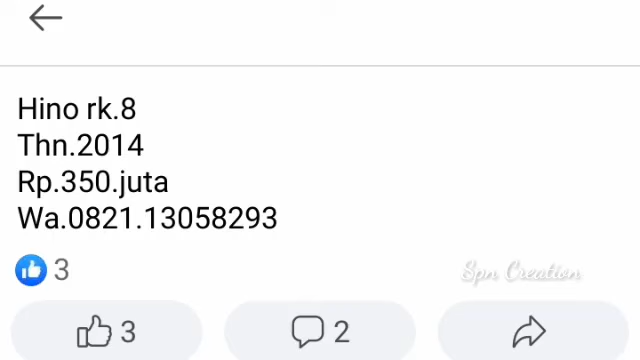 Hino rk.8
Thn.2014
Rp.350.juta
Wa.0821.13058293
3
Spn Creation
3
2